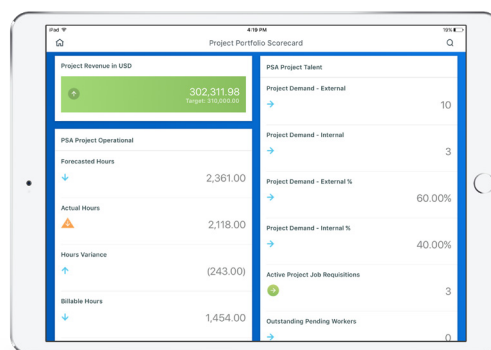 iPad
4:19 PM
19%
Project Portfolio Scorecard
Project Revenue in USD
302,311.98
Target: 310,000.00
PSA Project Operational
Forecasted Hours
2,361.00
Actual Hours
2,118.00
Hours Variance
(243.00)
Billable Hours
1,454.00
PSA Project Talent
Project Demand - External
10
Project Demand - Internal
3
Project Demand - External %
60.00%
Project Demand - Internal %
40.00%
Active Project Job Requisitions
3
Outstanding Pending Workers
0